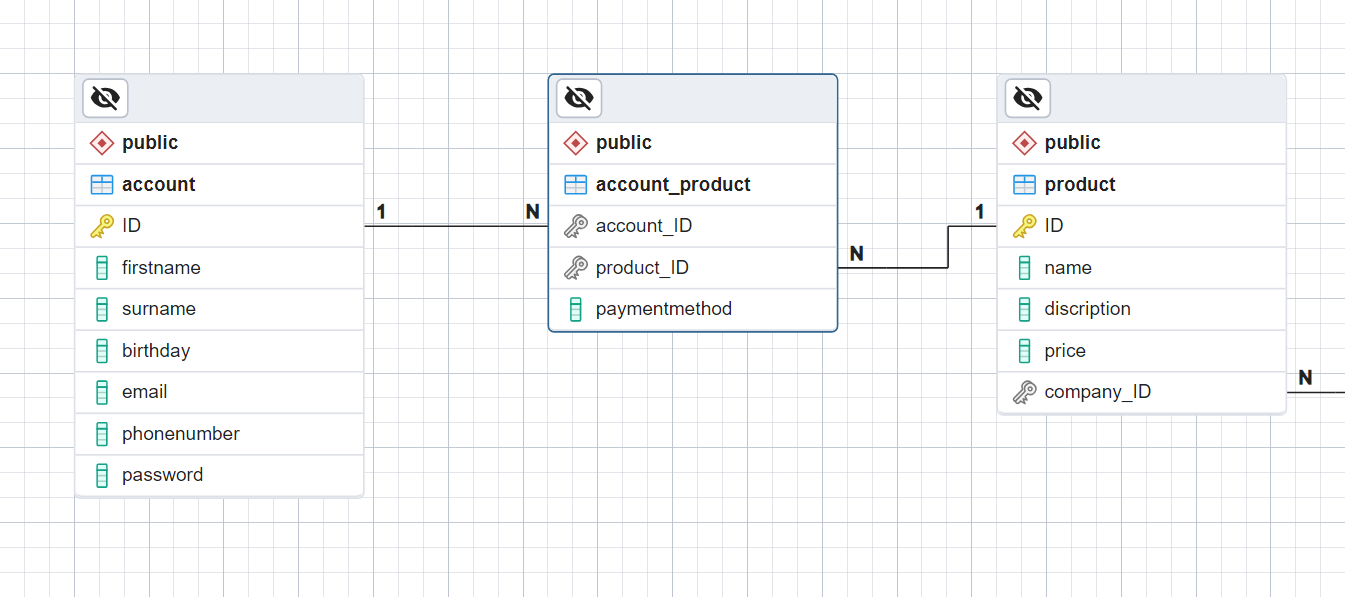 public
account
ID
firstname
surname
birthday
email
phonenumber
password
1
N
public
account_product
account_ID
product_ID
paymentmethod
N
1
public
product
ID
name
discription
price
company_ID
N